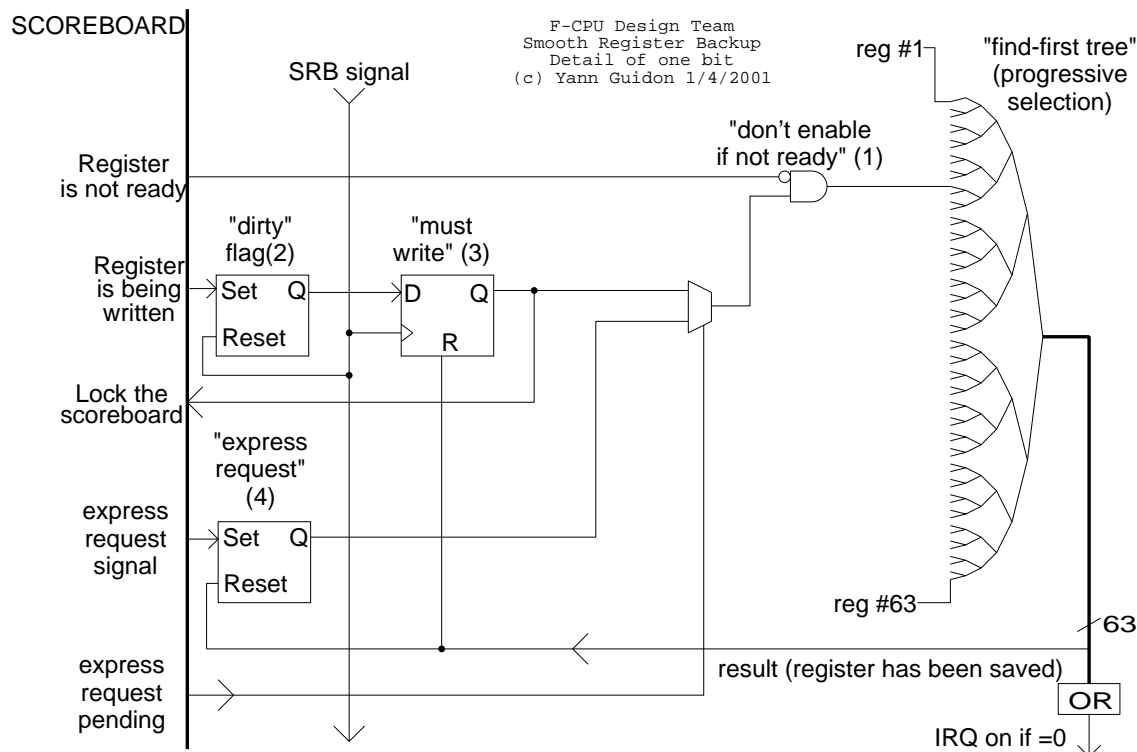 SCOREBOARD
F-CPU Design Team
Smooth Register Backup
Detail of one bit
(c) Yann Guidon 1/4/2001
SRB signal
reg #1
"find-first tree"
(progressive
selection)
"don't enable
if not ready" (1)
Register
is not ready
"dirty"
flag(2)
"must
write" (3)
Register
is being
written
Set
Q
Reset
D
Q
R
Lock the
scoreboard
"express
request"
(4)
express
request
signal
Set
Q
Reset
reg #63
63
result (register has been saved)
express
request
pending
OR
IRQ on if =0